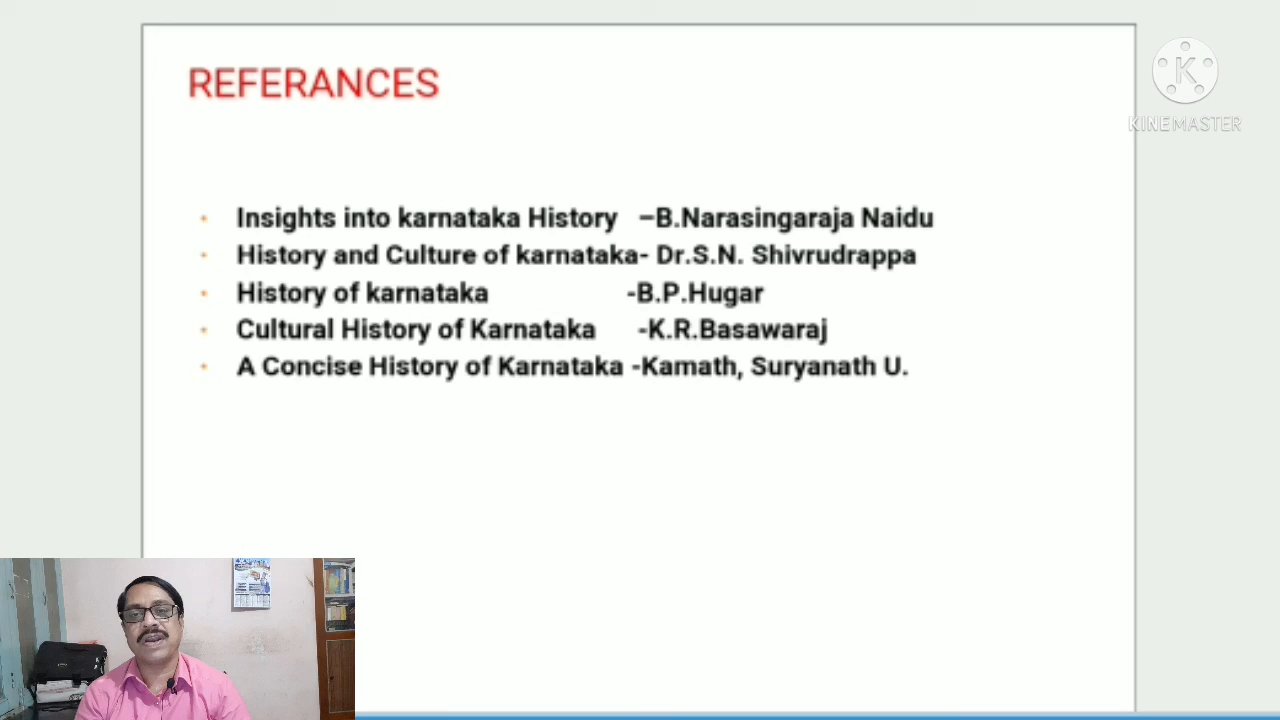 REFERANCES
K
KINEMASTER
Insights into karnataka History –B.Narasingaraja Naidu
History and Culture of karnataka- Dr.S.N. Shivrudrappa
History of karnataka -B.P.Hugar
Cultural History of Karnataka -K.R.Basawaraj
A Concise History of Karnataka -Kamath, Suryanath U.